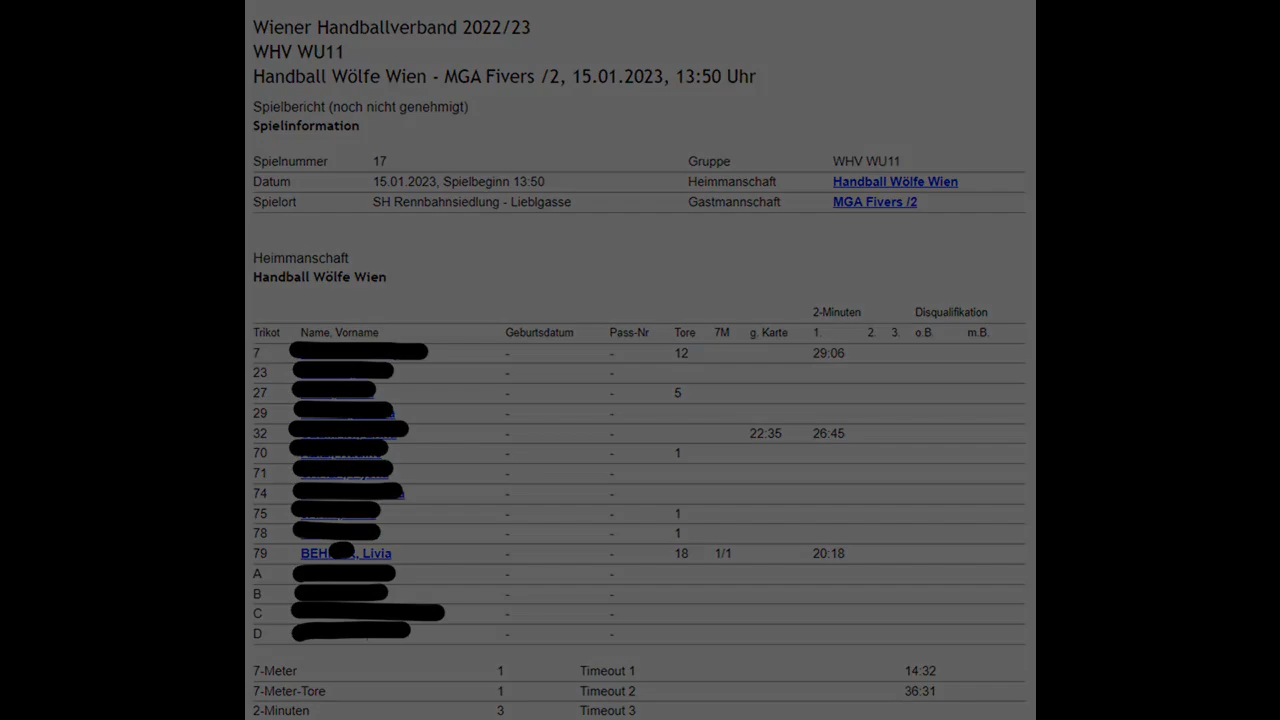 Wiener Handballverband 2022/23
WHV WU11
Handball Wölfe Wien - MGA Fivers /2, 15.01.2023, 13:50 Uhr
Spielbericht (noch nicht genehmigt)
Spielinformation
Spielnummer 17 Gruppe WHV WU11
Datum 15.01.2023, Spielbeginn 13:50 Heimmanschaft Handball Wölfe Wien
Spielort SH Rennbahnsiedlung - Lieblgasse Gastmannschaft MGA Fivers /2
Heimmanschaft
Handball Wölfe Wien
2-Minuten Disqualifikation
Trikot Name, Vorname Geburtsdatum Pass-Nr Tore 7M g. Karte 1. 2. 3. o.B. m.B.
7 - - 12 29:06
23 - -
27 - - 5
29 - -
32 - - 22:35 26:45
70 - - 1
71 - -
74 - -
75 - - 1
78 - - 1
79 Livia - - 18 1/1 20:18
A - -
B - -
C - -
D - -
7-Meter 1 Timeout 1 14:32
7-Meter-Tore 1 Timeout 2 36:31
2-Minuten 3 Timeout 3